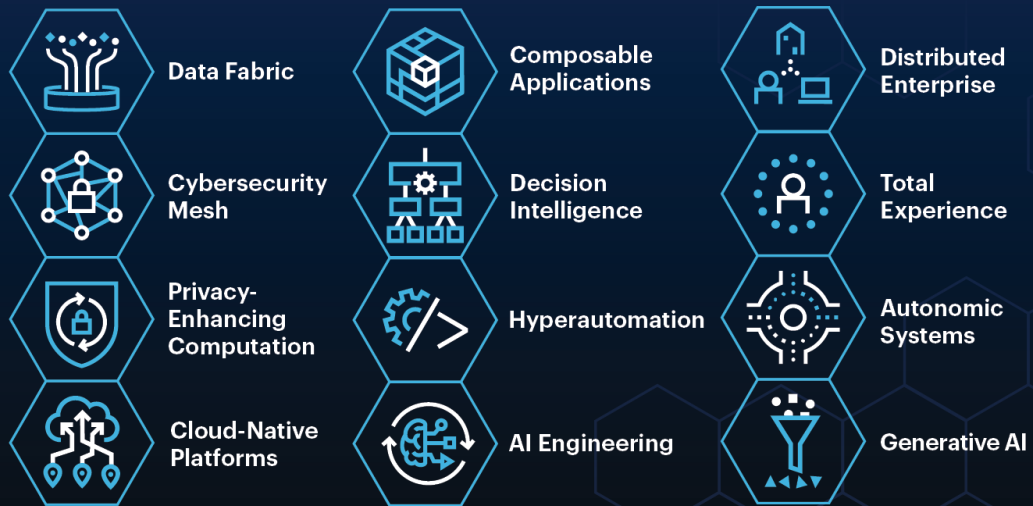 Data Fabric
Cybersecurity
Mesh
Privacy-
Enhancing
Computation
Cloud-Native
Platforms
Composable
Applications
Decision
Intelligence
Hyperautomation
AI Engineering
Distributed
Enterprise
Total
Experience
Autonomic
Systems
Generative AI